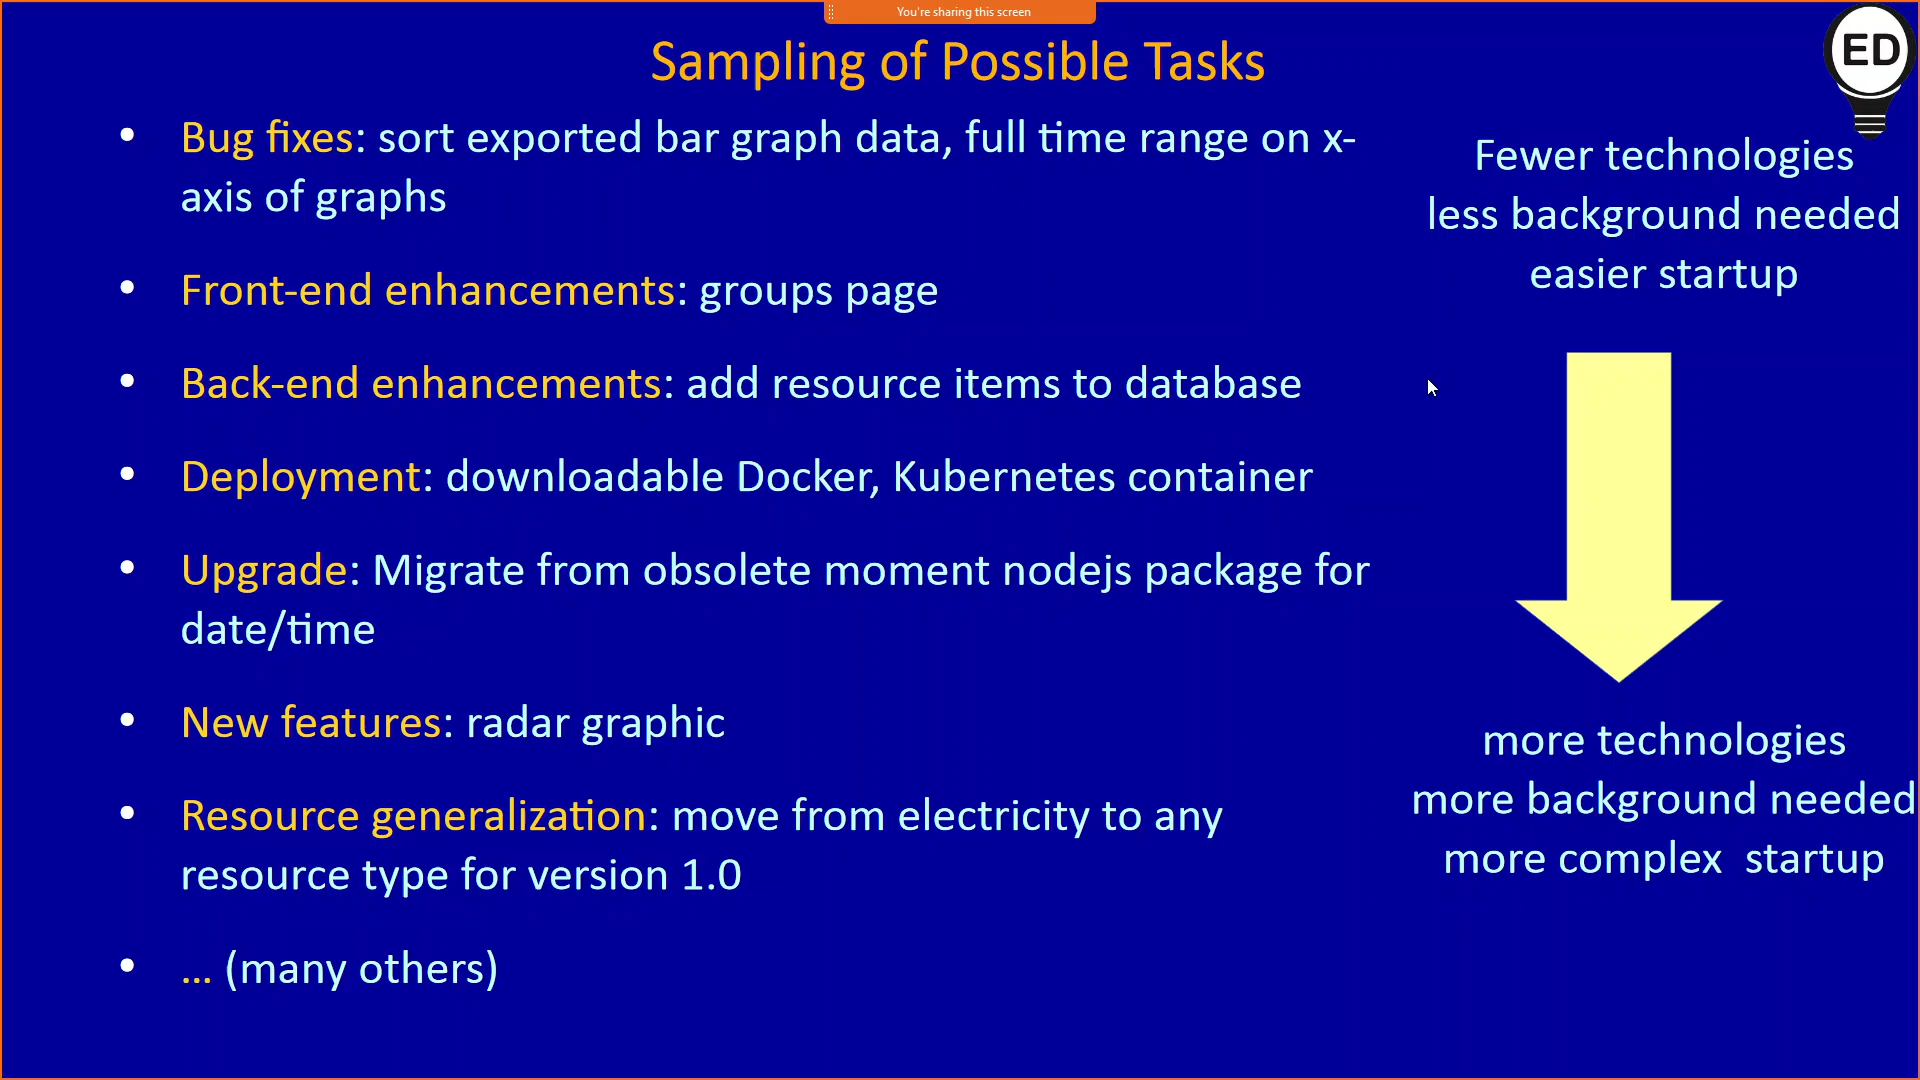 You're sharing this screen
Sampling of Possible Tasks
ED
• Bug fixes: sort exported bar graph data, full time range on x-
axis of graphs
• Front-end enhancements: groups page
• Back-end enhancements: add resource items to database
• Deployment: downloadable Docker, Kubernetes container
• Upgrade: Migrate from obsolete moment nodejs package for
date/time
• New features: radar graphic
• Resource generalization: move from electricity to any
resource type for version 1.0
• ... (many others)
Fewer technologies
less background needed
easier startup
more technologies
more background needed
more complex  startup